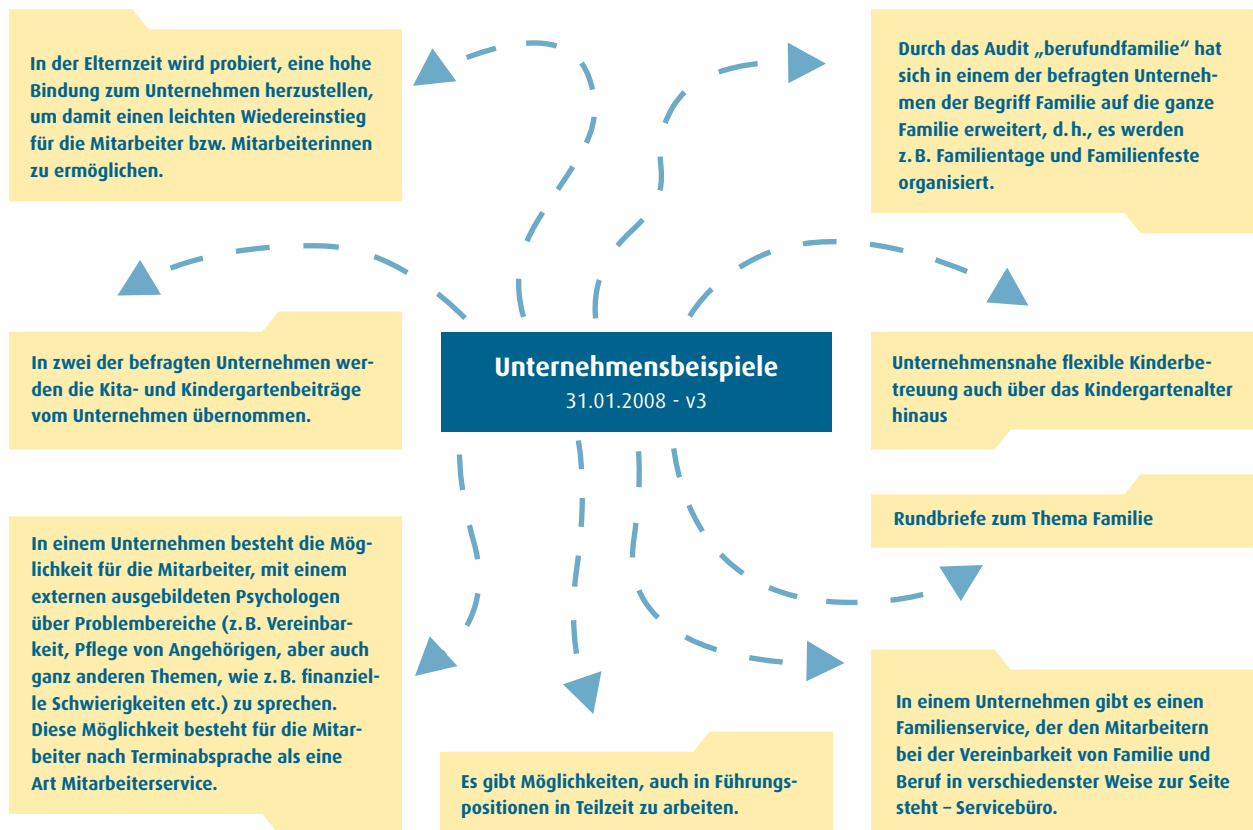 In der Elternzeit wird probiert, eine hohe
Bindung zum Unternehmen herzustellen,
um damit einen leichten Wiedereinstieg
für die Mitarbeiter bzw. Mitarbeiterinnen
zu ermöglichen.
Durch das Audit „berufundfamilie“ hat
sich in einem der befragten Unterneh-
men der Begriff Familie auf die ganze
Familie erweitert, d. h., es werden
z. B. Familientage und Familienfeste
organisiert.
In zwei der befragten Unternehmen wer-
den die Kita- und Kindergartenbeiträge
vom Unternehmen übernommen.
Unternehmensbeispiele
31.01.2008 - v3
Unternehmensnahe flexible Kinderbe-
treuung auch über das Kindergartenalter
hinaus
Rundbriefe zum Thema Familie
In einem Unternehmen besteht die Mög-
lichkeit für die Mitarbeiter, mit einem
externen ausgebildeten Psychologen
über Problembereiche (z. B. Vereinbar-
keit, Pflege von Angehörigen, aber auch
ganz anderen Themen, wie z. B. finanziel-
le Schwierigkeiten etc.) zu sprechen.
Diese Möglichkeit besteht für die Mitar-
beiter nach Terminabsprache als eine
Art Mitarbeiterservice.
Es gibt Möglichkeiten, auch in Führungs-
positionen in Teilzeit zu arbeiten.
In einem Unternehmen gibt es einen
Familienservice, der den Mitarbeitern
bei der Vereinbarkeit von Familie und
Beruf in verschiedenster Weise zur Seite
steht – Servicebüro.